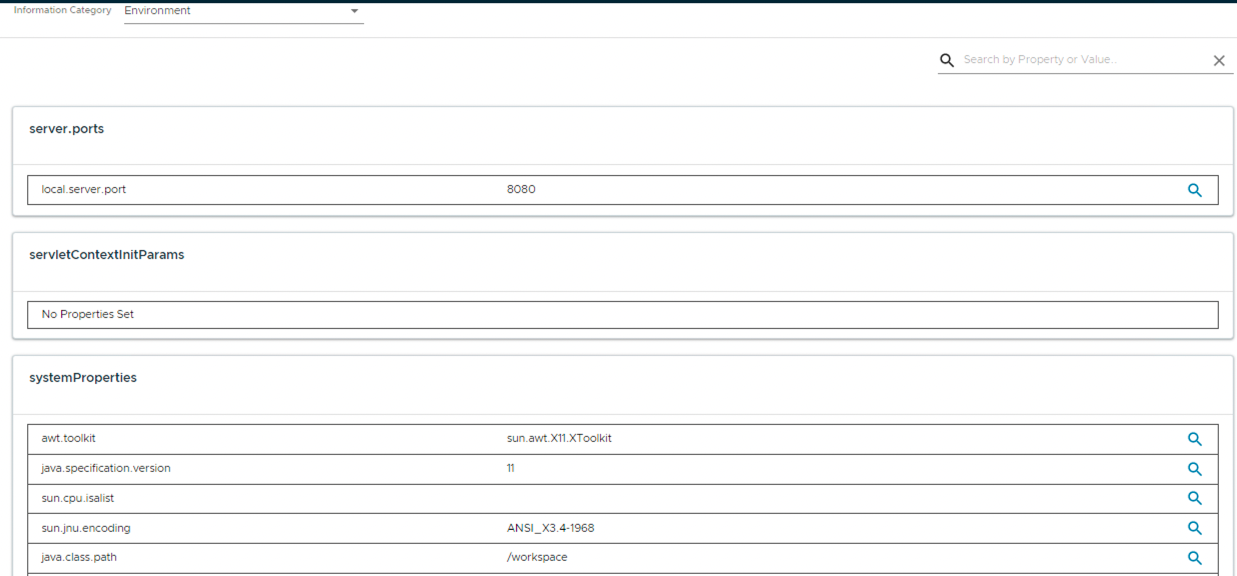 Information Category Environment
Search by Property or Value..
server.ports
local.server.port 8080
servletContextInitParams
No Properties Set
systemProperties
awt.toolkit sun.awt.X11.XToolkit
java.specification.version 11
sun.cpu.isalist
sun.jnu.encoding ANSI_X3.4-1968
java.class.path /workspace